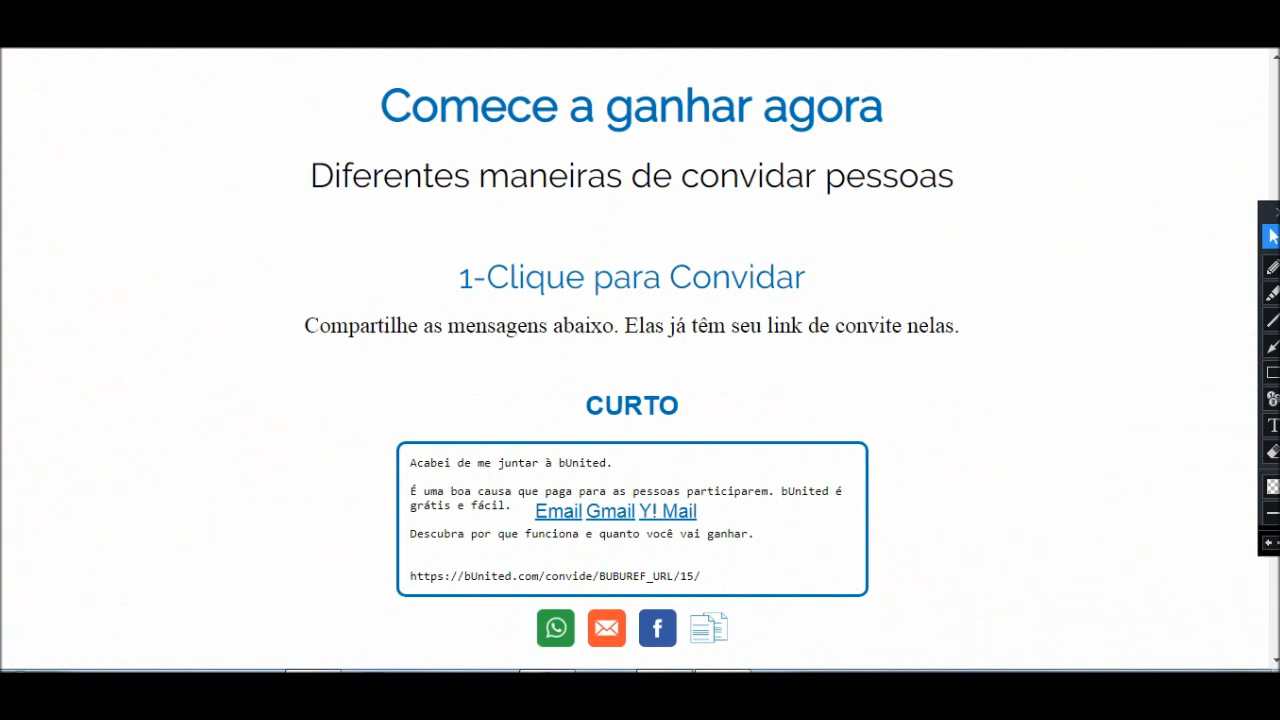 Comece a ganhar agora
Diferentes maneiras de convidar pessoas
1-Clique para Convidar
Compartilhe as mensagens abaixo. Elas já têm seu link de convite nelas.
CURTO
Acabei de me juntar à bUnited.
É uma boa causa que paga para as pessoas participarem. bUnited é
grátis e fácil.
Email Gmail Y! Mail
Descubra por que funciona e quanto você vai ganhar.
https://bUnited.com/convide/BUBUREF_URL/15/